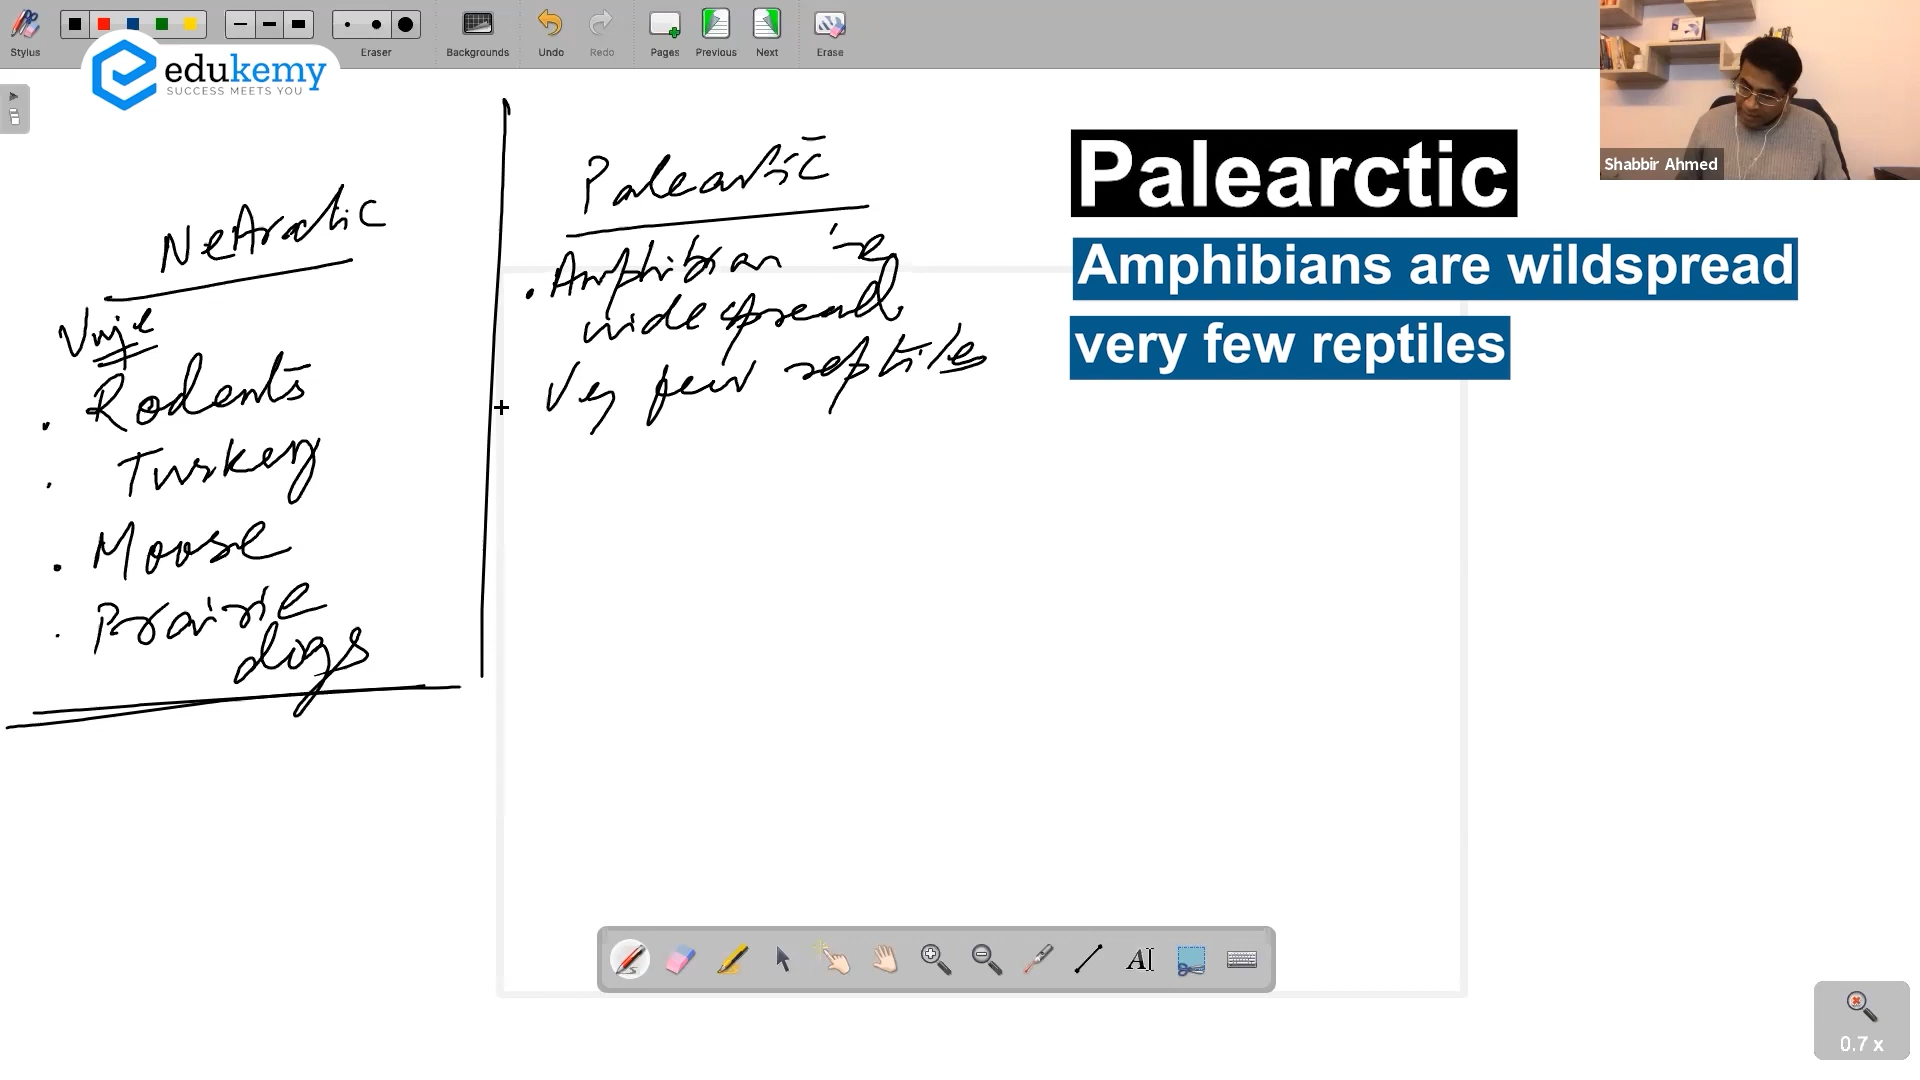 Stylus
Eraser
Backgrounds
Undo
Redo
Pages
Previous
Next
Erase
edukemy
SUCCESS MEETS YOU
Shabbir Ahmed
NeArctic
Rodents
Turkey
Moose
Prairie
dogs
Palearctic
Amphibian
widespread
Very few reptiles
Palearctic
Amphibians are wildspread
very few reptiles
0.7 x